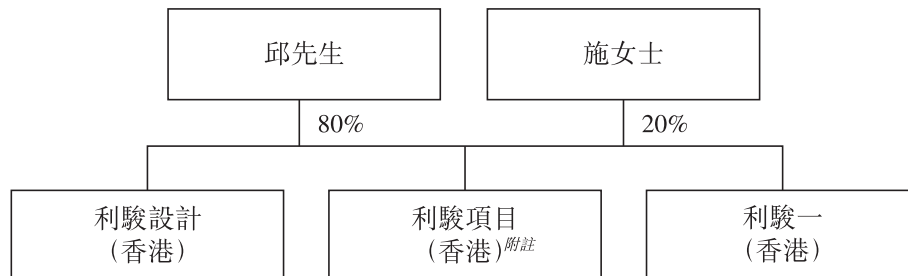 邱先生
施女士
80%
20%
利駿設計
(香港)
利駿項目
(香港)附註
利駿一
(香港)